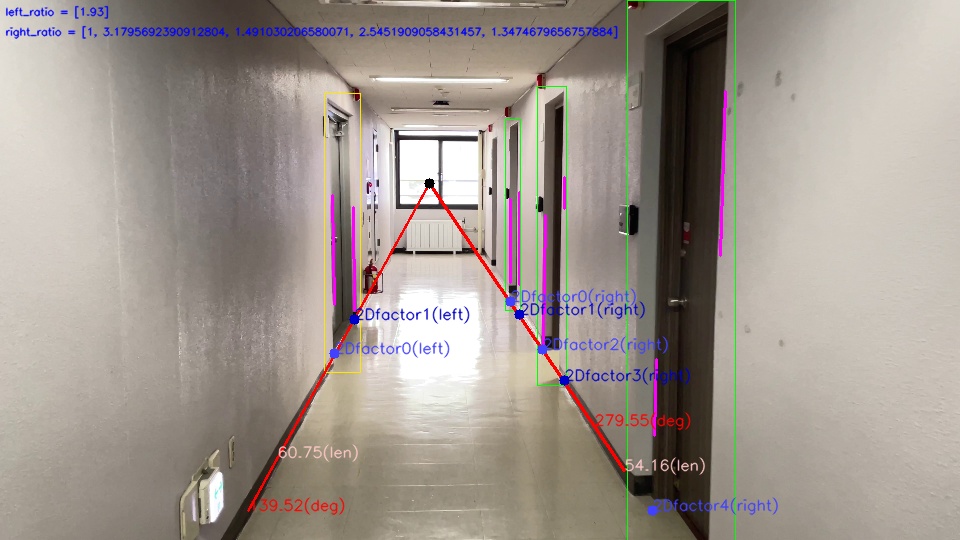 left_ratio = [1.93]
right_ratio = [1, 3.1795692390912804, 1.491030206580071, 2.5451909058431457, 1.3474679656757884]
2Dfactor0(right)
2Dfactor1(right)
2Dfactor1(left)
2Dfactor2(right)
2Dfactor0(left)
2Dfactor3(right)
279.55(deg)
60.75(len)
54.16(len)
39.52(deg)
2Dfactor4(right)